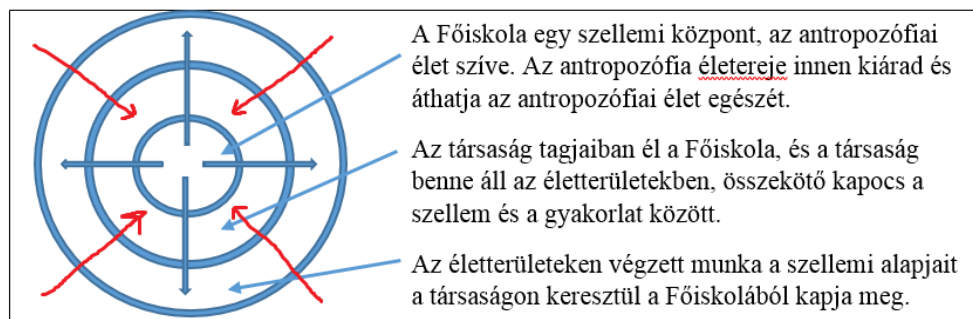 A Főiskola egy szellemi központ, az antropozófiai
élet szíve. Az antropozófia életereje innen kiárad és
áthatja az antropozófiai élet egészét.
Az társaság tagjaiban él a Főiskola, és a társaság
benne áll az életterületekben, összekötő kapocs a
szellem és a gyakorlat között.
Az életterületeken végzett munka a szellemi alapjait
a társaságon keresztül a Főiskolából kapja meg.